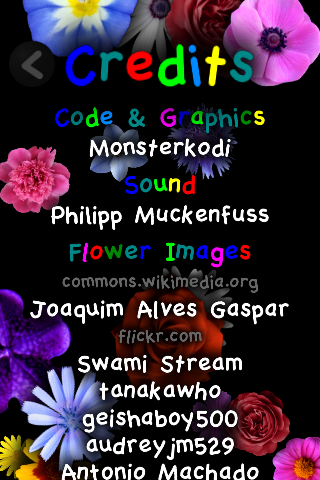 Credits
Code & Graphics
Monsterkodi
Sound
Philipp Muckenfuss
Flower Images
commons.wikimedia.org
Joaquim Alves Gaspar
flickr.com
Swami Stream
tanakawho
geishaboy500
audreyjm529
Antonio Machado